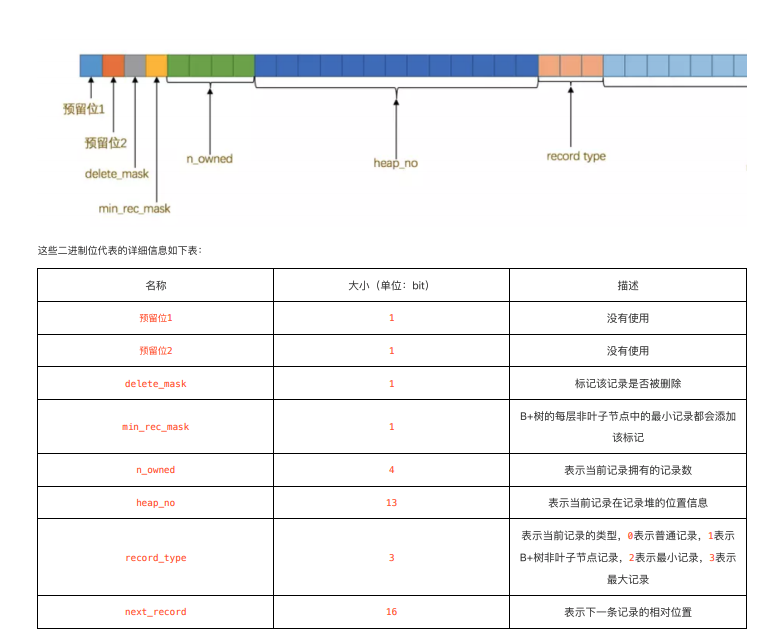 预留位1
预留位2
delete_mask
min_rec_mask
n_owned
heap_no
record type
这些二进制位代表的详细信息如下表：
名称 大小（单位：bit） 描述
预留位1 1 没有使用
预留位2 1 没有使用
delete_mask 1 标记该记录是否被删除
min_rec_mask 1 B+树的每层非叶子节点中的最小记录都会添加
该标记
n_owned 4 表示当前记录拥有的记录数
heap_no 13 表示当前记录在记录堆的位置信息
record_type 3 表示当前记录的类型，0表示普通记录，1表示
B+树非叶子节点记录，2表示最小记录，3表示
最大记录
next_record 16 表示下一条记录的相对位置